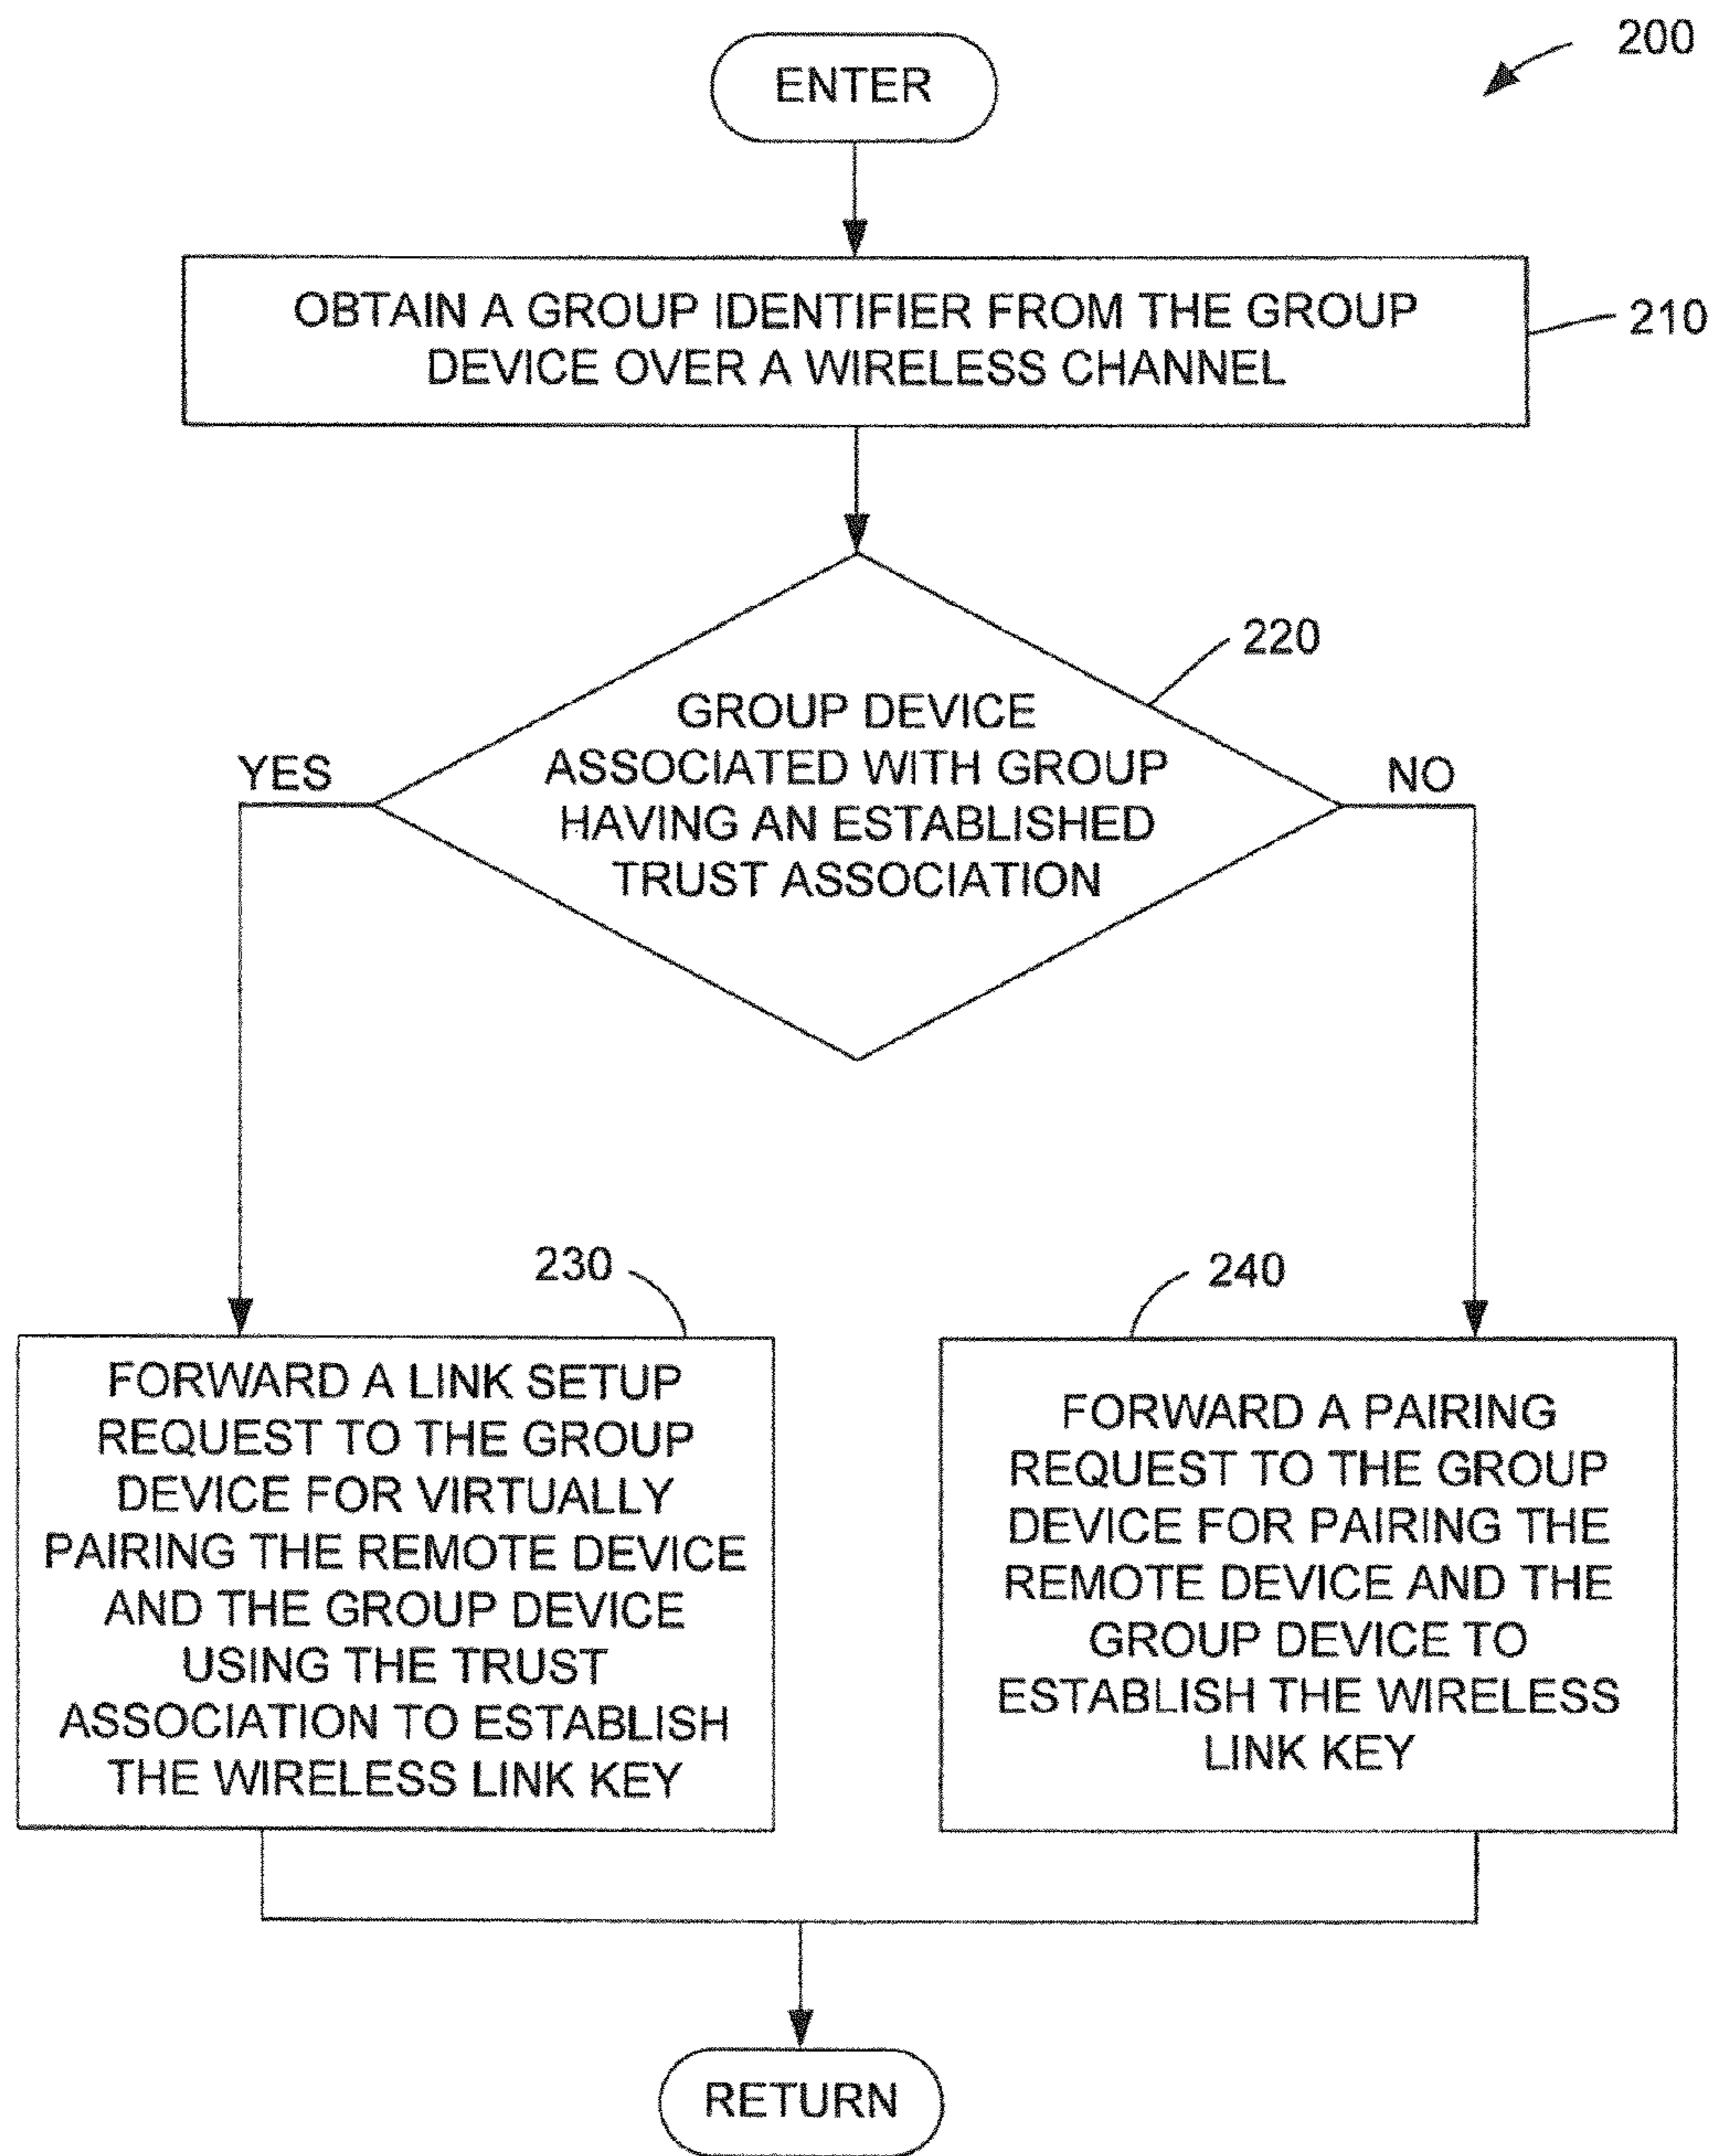 200
ENTER
OBTAIN A GROUP IDENTIFIER FROM THE GROUP
DEVICE OVER A WIRELESS CHANNEL
210
220
GROUP DEVICE
ASSOCIATED WITH GROUP
HAVING AN ESTABLISHED
TRUST ASSOCIATION
YES
NO
230
FORWARD A LINK SETUP
REQUEST TO THE GROUP
DEVICE FOR VIRTUALLY
PAIRING THE REMOTE DEVICE
AND THE GROUP DEVICE
USING THE TRUST
ASSOCIATION TO ESTABLISH
THE WIRELESS LINK KEY
240
FORWARD A PAIRING
REQUEST TO THE GROUP
DEVICE FOR PAIRING THE
REMOTE DEVICE AND THE
GROUP DEVICE TO
ESTABLISH THE WIRELESS
LINK KEY
RETURN